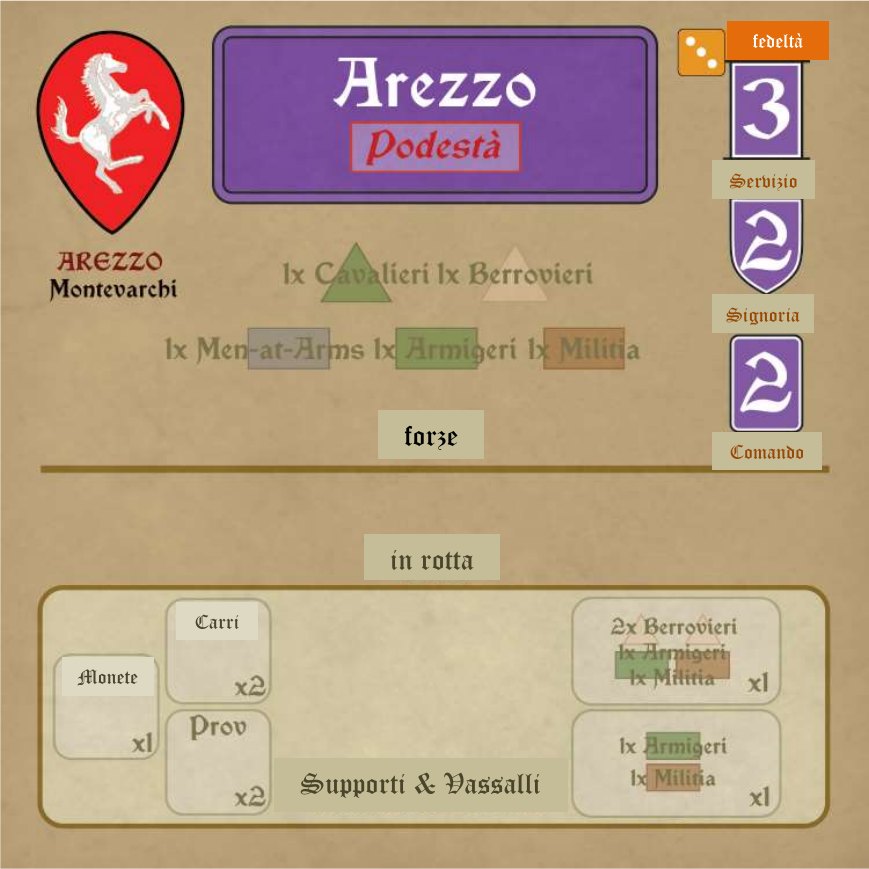 fedeltà
Arezzo
Podestà
3
Servizio
2
Signoria
2
Comando
AREZZO
Montevarchi
1x Cavalieri 1x Berrovieri
1x Men-at-Arms 1x Armigeri 1x Militia
forze
in rotta
Monete
x1
Carri
x2
Prov
x2
Supporti & Vassalli
2x Berrovieri
1x Armigeri
1x Militia
x1
1x Armigeri
1x Militia
x1